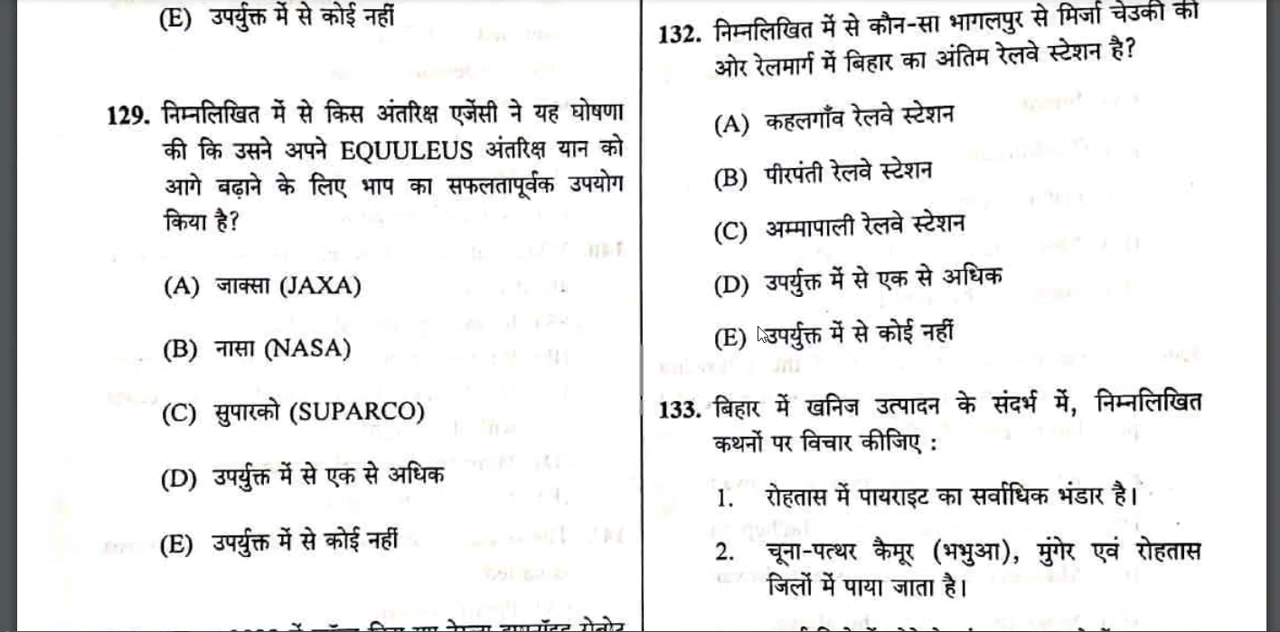 (E) उपर्युक्त में से कोई नहीं
129. निम्नलिखित में से किस अंतरिक्ष एजेंसी ने यह घोषणा
की कि उसने अपने EQUULEUS अंतरिक्ष यान को
आगे बढ़ाने के लिए भाप का सफलतापूर्वक उपयोग
किया है?
(A) जाक्सा (JAXA)
(B) नासा (NASA)
(C) सुपारको (SUPARCO)
(D) उपर्युक्त में से एक से अधिक
(E) उपर्युक्त में से कोई नहीं
132. निम्नलिखित में से कौन-सा भागलपुर से मिर्जा चेउकी की
ओर रेलमार्ग में बिहार का अंतिम रेलवे स्टेशन है?
(A) कहलगाँव रेलवे स्टेशन
(B) पीरपंती रेलवे स्टेशन
(C) अम्मापाली रेलवे स्टेशन
(D) उपर्युक्त में से एक से अधिक
(E) उपर्युक्त में से कोई नहीं
133. बिहार में खनिज उत्पादन के संदर्भ में, निम्नलिखित
कथनों पर विचार कीजिए :
1. रोहतास में पायराइट का सर्वाधिक भंडार है।
2. चूना-पत्थर कैमूर (भभुआ), मुंगेर एवं रोहतास
जिलों में पाया जाता है।